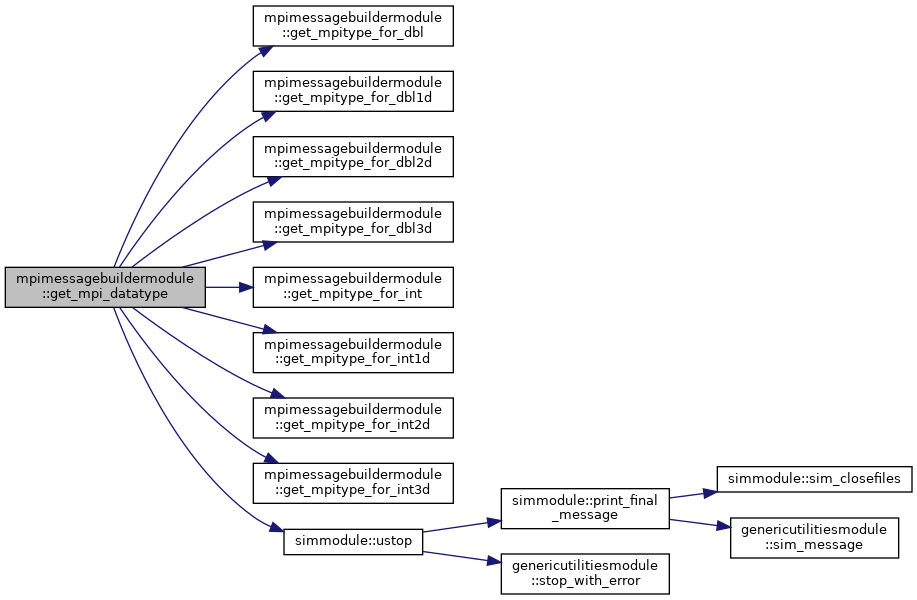 mpimessagebuildermodule
::get_mpi_datatype
mpimessagebuildermodule
::get_mpitype_for_dbl
mpimessagebuildermodule
::get_mpitype_for_dbl1d
mpimessagebuildermodule
::get_mpitype_for_dbl2d
mpimessagebuildermodule
::get_mpitype_for_dbl3d
mpimessagebuildermodule
::get_mpitype_for_int
mpimessagebuildermodule
::get_mpitype_for_int1d
mpimessagebuildermodule
::get_mpitype_for_int2d
mpimessagebuildermodule
::get_mpitype_for_int3d
simmodule::ustop
simmodule::print_final
_message
simmodule::sim_closefiles
genericutilitiesmodule
::sim_message
genericutilitiesmodule
::stop_with_error